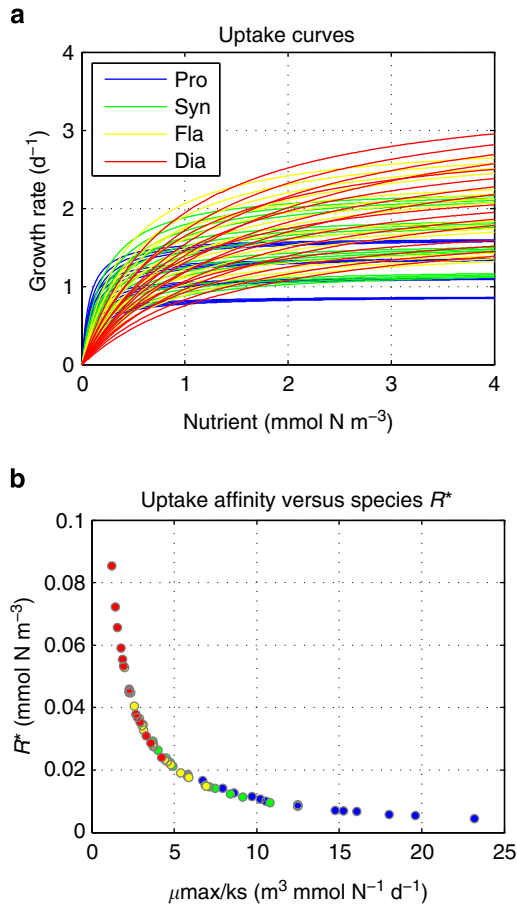 a
Uptake curves
4
3
2
1
0
Growth rate (d⁻¹)
Pro
Syn
Fla
Dia
0 1 2 3 4
Nutrient (mmol N m⁻³)
b
Uptake affinity versus species R*
0.1
0.08
0.06
0.04
0.02
0
R* (mmol N m⁻³)
0 5 10 15 20 25
μmax/ks (m³ mmol N⁻¹ d⁻¹)